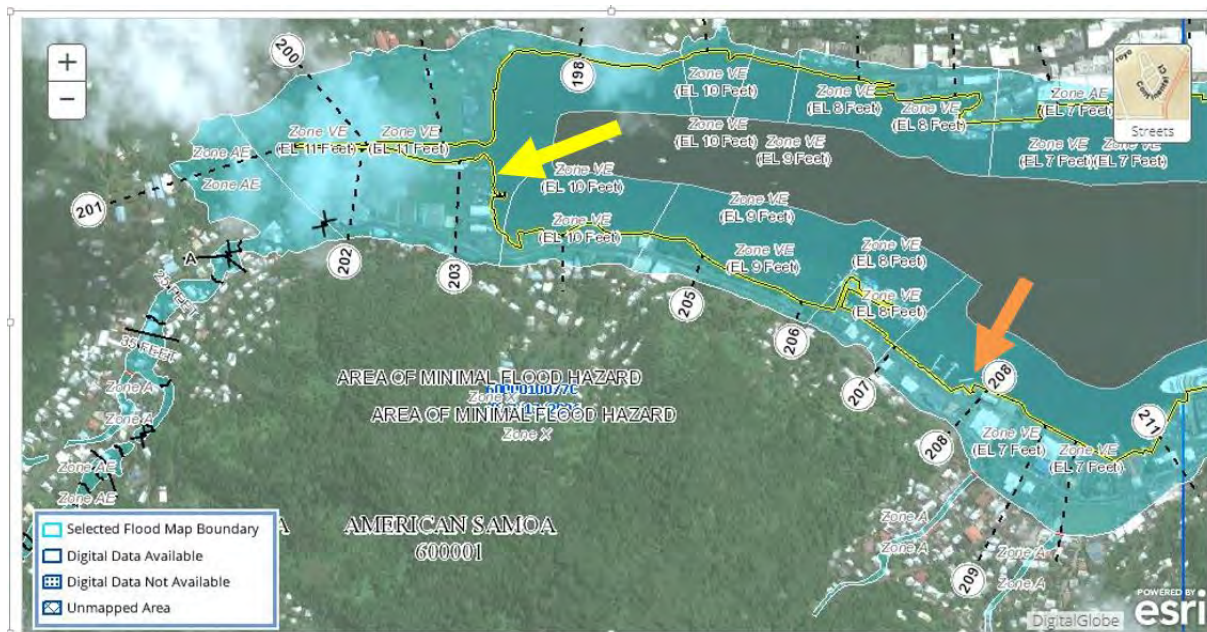 +
−
Streets
200
198
201
202
203
205
206
207
208
208
209
211
Zone AE
Zone AE
Zone VE
(EL 11 Feet)
Zone VE
(EL 11 Feet)
Zone VE
(EL 10 Feet)
Zone VE
(EL 8 Feet)
Zone VE
(EL 8 Feet)
Zone AE
(EL 7 Feet)
Zone VE
(EL 10 Feet)
Zone VE
(EL 9 Feet)
Zone VE
(EL 7 Feet)
Zone VE
(EL 7 Feet)
Zone VE
(EL 10 Feet)
Zone VE
(EL 10 Feet)
Zone VE
(EL 9 Feet)
Zone VE
(EL 9 Feet)
Zone VE
(EL 8 Feet)
Zone VE
(EL 8 Feet)
A
35 FEET
AREA OF MINIMAL FLOOD HAZARD
Zone X
AREA OF MINIMAL FLOOD HAZARD
Zone X
Zone VE
(EL 7 Feet)
Zone VE
(EL 7 Feet)
Zone A
Zone A
Zone AE
Zone AE
Zone A
Zone A
Zone A
Zone A
AMERICAN SAMOA
600001
Selected Flood Map Boundary
Digital Data Available
Digital Data Not Available
Unmapped Area
DigitalGlobe
POWERED BY
esri